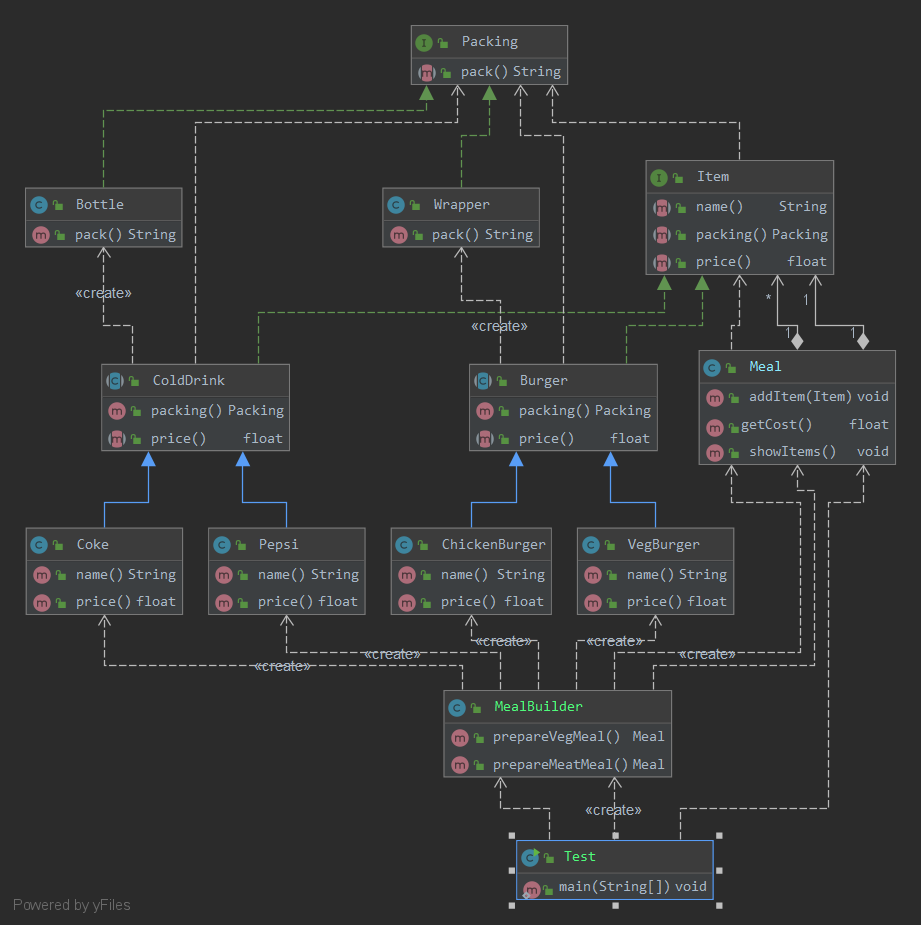 Packing
pack() String
Bottle
pack() String
Wrapper
pack() String
Item
name() String
packing() Packing
price() float
«create»
«create»
* 1
1 1
ColdDrink
packing() Packing
price() float
Burger
packing() Packing
price() float
Meal
addItem(Item) void
getCost() float
showItems() void
Coke
name() String
price() float
Pepsi
name() String
price() float
ChickenBurger
name() String
price() float
VegBurger
name() String
price() float
«create»
«create»
«create»
«create»
«create»
MealBuilder
prepareVegMeal() Meal
prepareMeatMeal() Meal
«create»
Test
main(String[]) void
Powered by yFiles